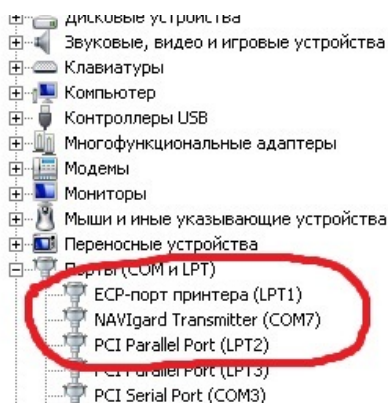 Дисковые устройства
Звуковые, видео и игровые устройства
Клавиатуры
Компьютер
Контроллеры USB
Многофункциональные адаптеры
Модемы
Мониторы
Мыши и иные указывающие устройства
Переносные устройства
Порты (COM и LPT)
ECP-порт принтера (LPT1)
NAVIgard Transmitter (COM7)
PCI Parallel Port (LPT2)
PCI Parallel Port (LPT3)
PCI Serial Port (COM3)